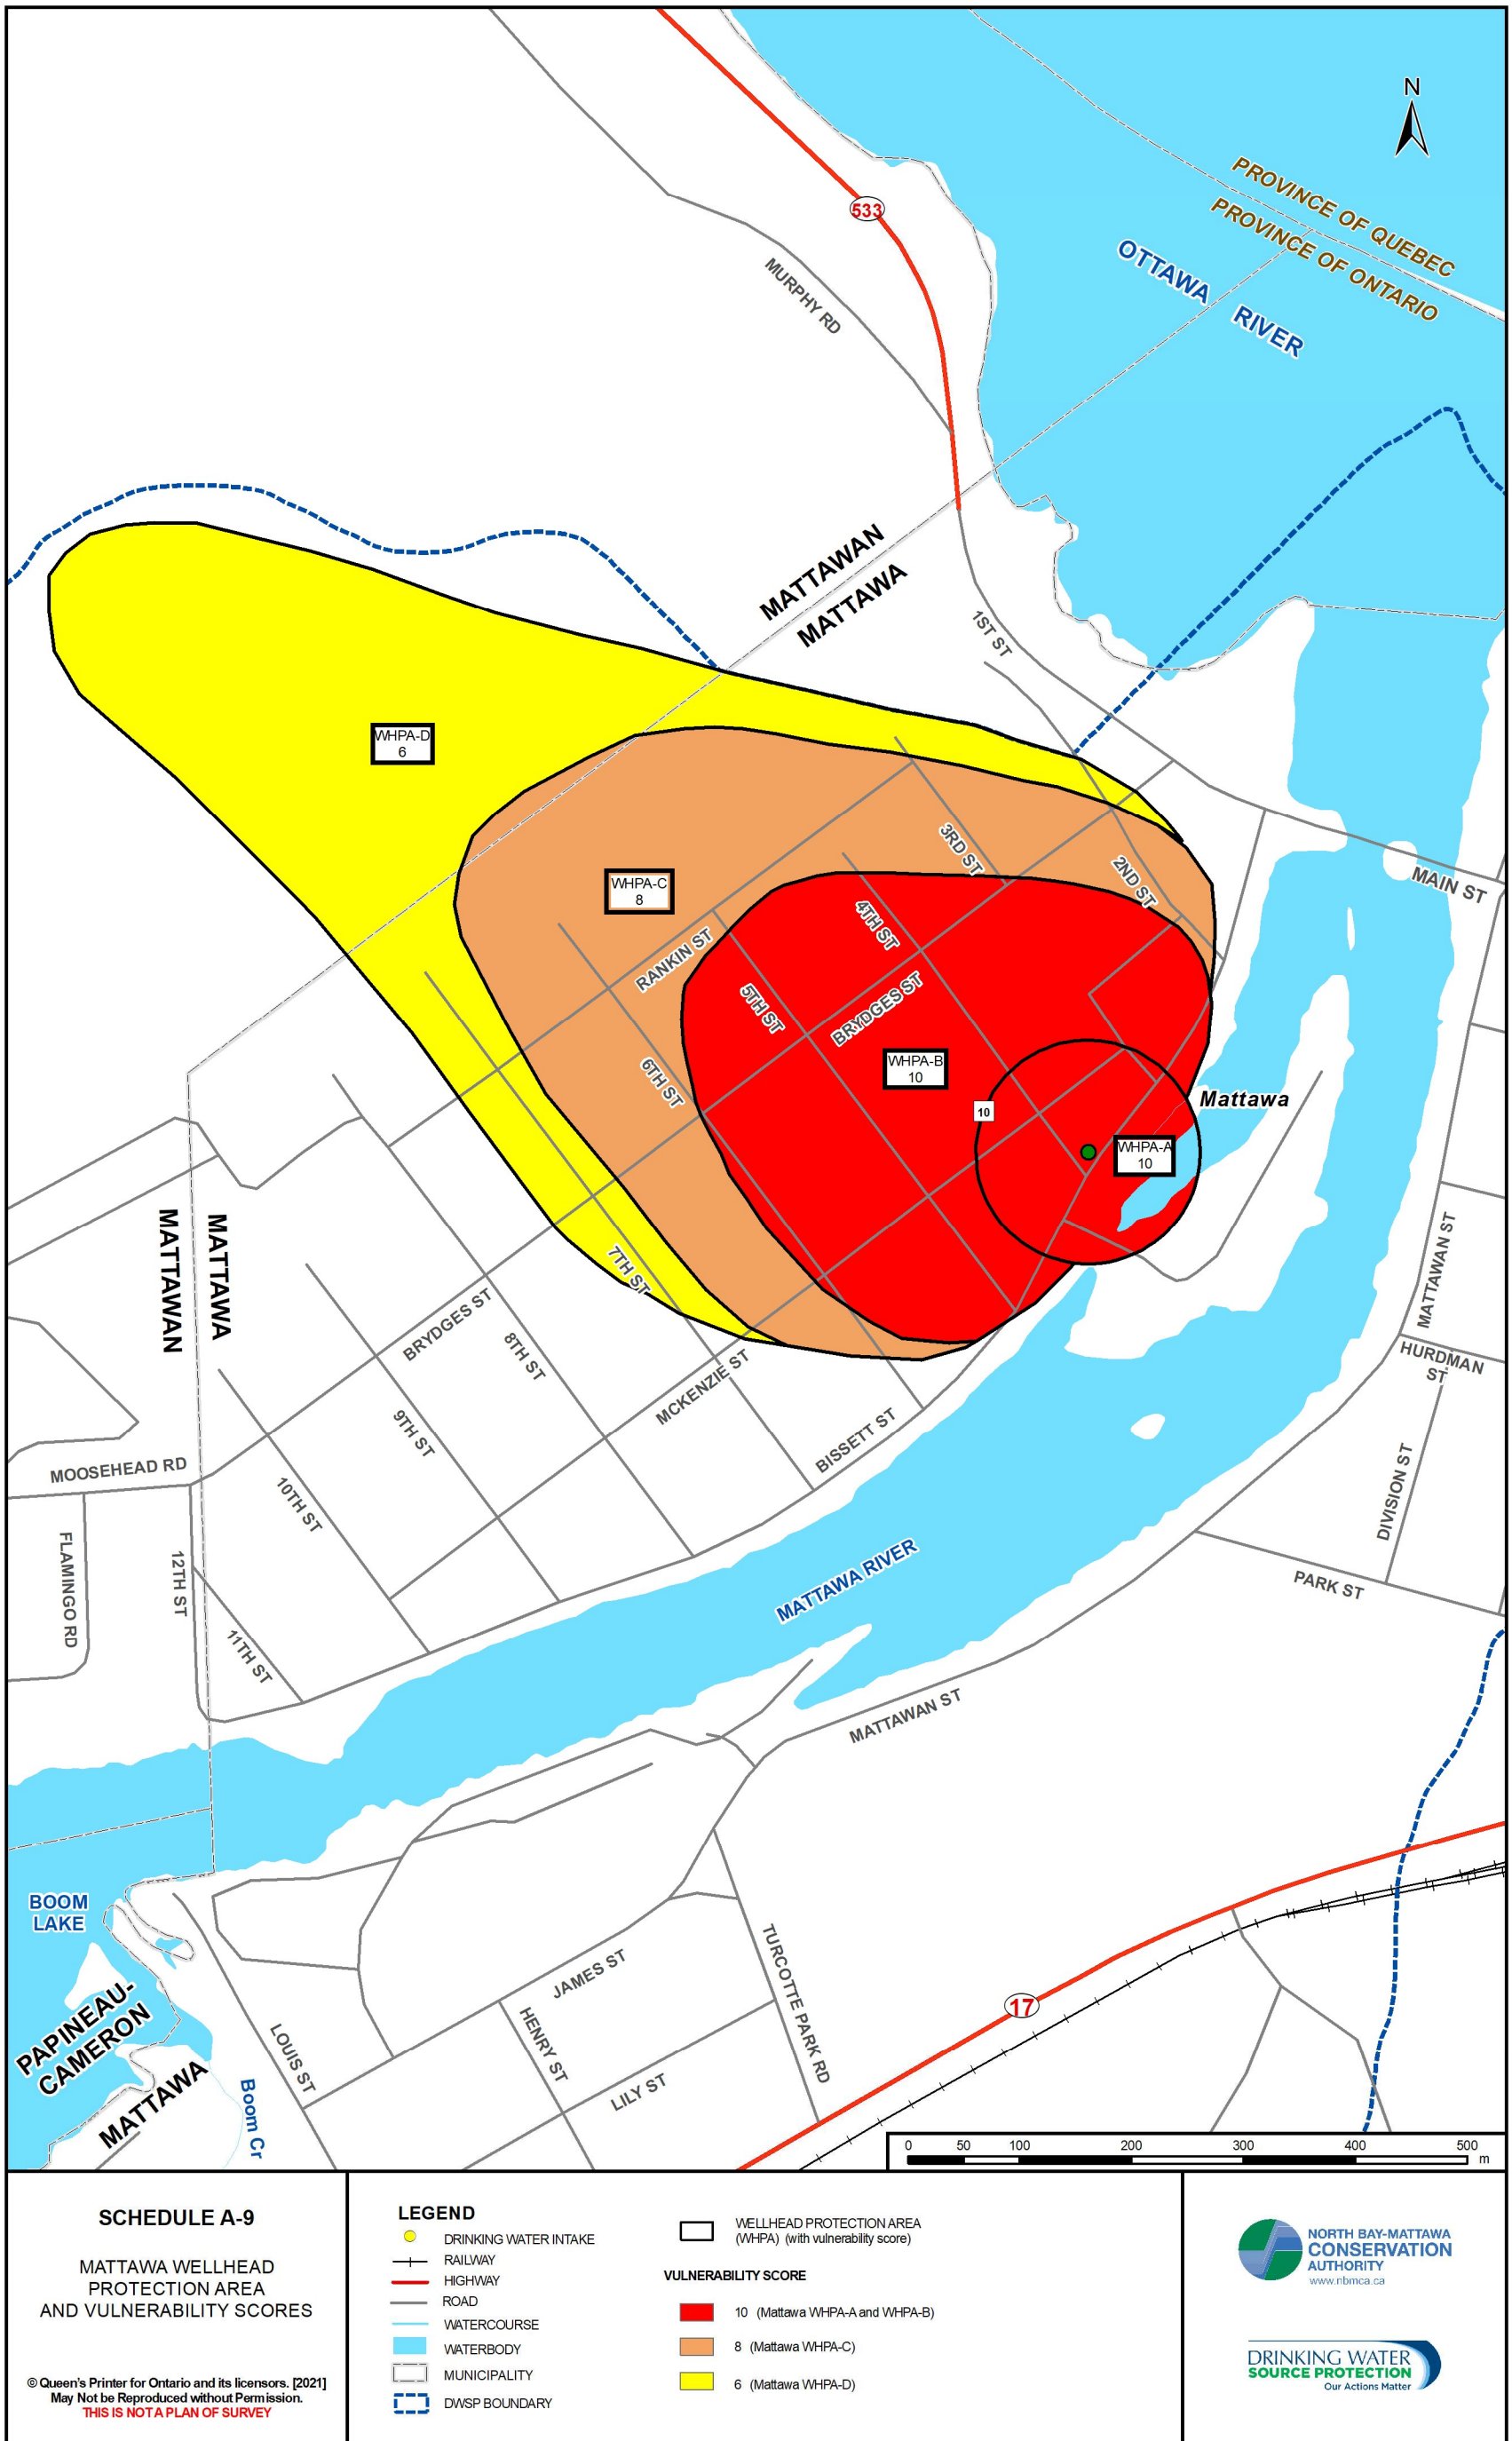 N
PROVINCE OF QUEBEC
PROVINCE OF ONTARIO
533
OTTAWA RIVER
MURPHY RD
MATTAWAN
MATTAWA
1ST ST
WHPA-D
6
3RD ST
2ND ST
MAIN ST
WHPA-C
8
4TH ST
RANKIN ST
5TH ST
BRYDGES ST
6TH ST
WHPA-B
10
10
Mattawa
WHPA-A
10
MATTAWAN
MATTAWA
7TH ST
MATTAWAN ST
BRYDGES ST
8TH ST
HURDMAN
ST
MCKENZIE ST
9TH ST
BISSETT ST
MOOSEHEAD RD
10TH ST
DIVISION ST
FLAMINGO RD
12TH ST
MATTAWA RIVER
PARK ST
11TH ST
MATTAWAN ST
BOOM
LAKE
TURCOTTE PARK RD
JAMES ST
17
PAPINEAU-
CAMERON
HENRY ST
LOUIS ST
MATTAWA
Boom Cr
LILY ST
0 50 100 200 300 400 500
m
SCHEDULE A-9
MATTAWA WELLHEAD
PROTECTION AREA
AND VULNERABILITY SCORES
© Queen's Printer for Ontario and its licensors. [2021]
May Not be Reproduced without Permission.
THIS IS NOT A PLAN OF SURVEY
LEGEND
DRINKING WATER INTAKE
RAILWAY
HIGHWAY
ROAD
WATERCOURSE
WATERBODY
MUNICIPALITY
DWSP BOUNDARY
WELLHEAD PROTECTION AREA
(WHPA) (with vulnerability score)
VULNERABILITY SCORE
10 (Mattawa WHPA-A and WHPA-B)
8 (Mattawa WHPA-C)
6 (Mattawa WHPA-D)
NORTH BAY-MATTAWA
CONSERVATION
AUTHORITY
www.nbmca.ca
DRINKING WATER
SOURCE PROTECTION
Our Actions Matter